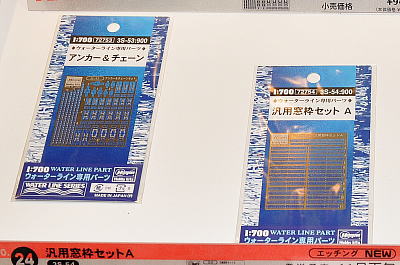 小売価格
1:700 72753 3S-53:900
ウォーターライン専用パーツ
アンカー&チェーン
1:700 WATER LINE PART
ウォーターライン専用パーツ
WATER LINE SERIES
MADE IN JAPAN
1:700 72754 3S-54:900
ウォーターライン専用パーツ
汎用窓枠セット A
1:700 WATER LINE PART
ウォーターライン専用パーツ
Hasegawa
24
汎用窓枠セットA
エッチング NEW
3S-54